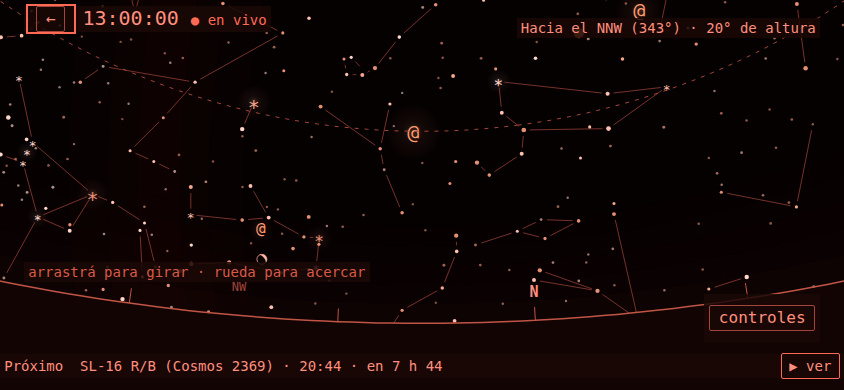 ← 13:00:00 ● en vivo
Hacia el NNW (343°) · 20° de altura
arrastrá para girar · rueda para acercar
NW
N
controles
Próximo SL-16 R/B (Cosmos 2369) · 20:44 · en 7 h 44
▶ ver